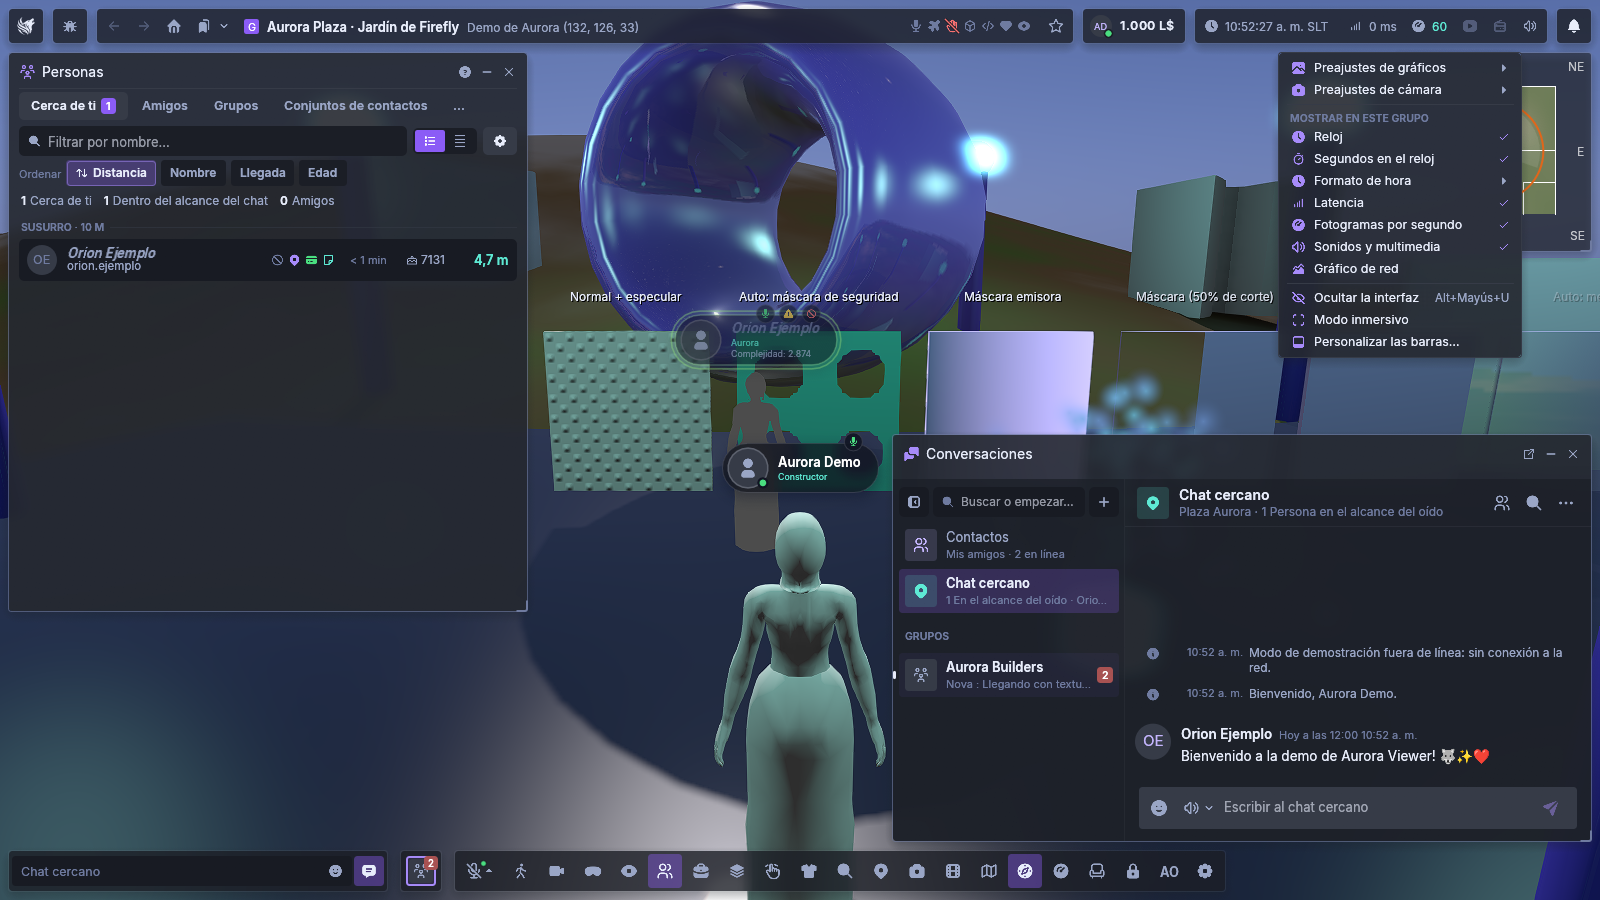 G Aurora Plaza · Jardín de Firefly Demo de Aurora (132, 126, 33)
AD 1.000 L$
10:52:27 a. m. SLT 0 ms 60
Personas
Cerca de ti 1 Amigos Grupos Conjuntos de contactos ...
Filtrar por nombre...
Ordenar Distancia Nombre Llegada Edad
1 Cerca de ti 1 Dentro del alcance del chat 0 Amigos
SUSURRO · 10 M
OE Orion Ejemplo
orion.ejemplo
< 1 min 7131 4,7 m
Preajustes de gráficos
Preajustes de cámara
MOSTRAR EN ESTE GRUPO
Reloj
Segundos en el reloj
Formato de hora
Latencia
Fotogramas por segundo
Sonidos y multimedia
Gráfico de red
Ocultar la interfaz Alt+Mayús+U
Modo inmersivo
Personalizar las barras...
NE
E
SE
Normal + especular
Auto: máscara de seguridad
Máscara emisora
Máscara (50% de corte)
Orion Ejemplo
Aurora
Complejidad: 2.874
Aurora Demo
Constructor
Conversaciones
Buscar o empezar...
Contactos
Mis amigos · 2 en línea
Chat cercano
1 En el alcance del oído · Orio...
GRUPOS
Aurora Builders
Nova : Llegando con textu... 2
Chat cercano
Plaza Aurora · 1 Persona en el alcance del oído
10:52 a. m. Modo de demostración fuera de línea: sin conexión a la
red.
10:52 a. m. Bienvenido, Aurora Demo.
OE Orion Ejemplo Hoy a las 12:00 10:52 a. m.
Bienvenido a la demo de Aurora Viewer! 🐺✨❤️
Escribir al chat cercano
Chat cercano
2
AO